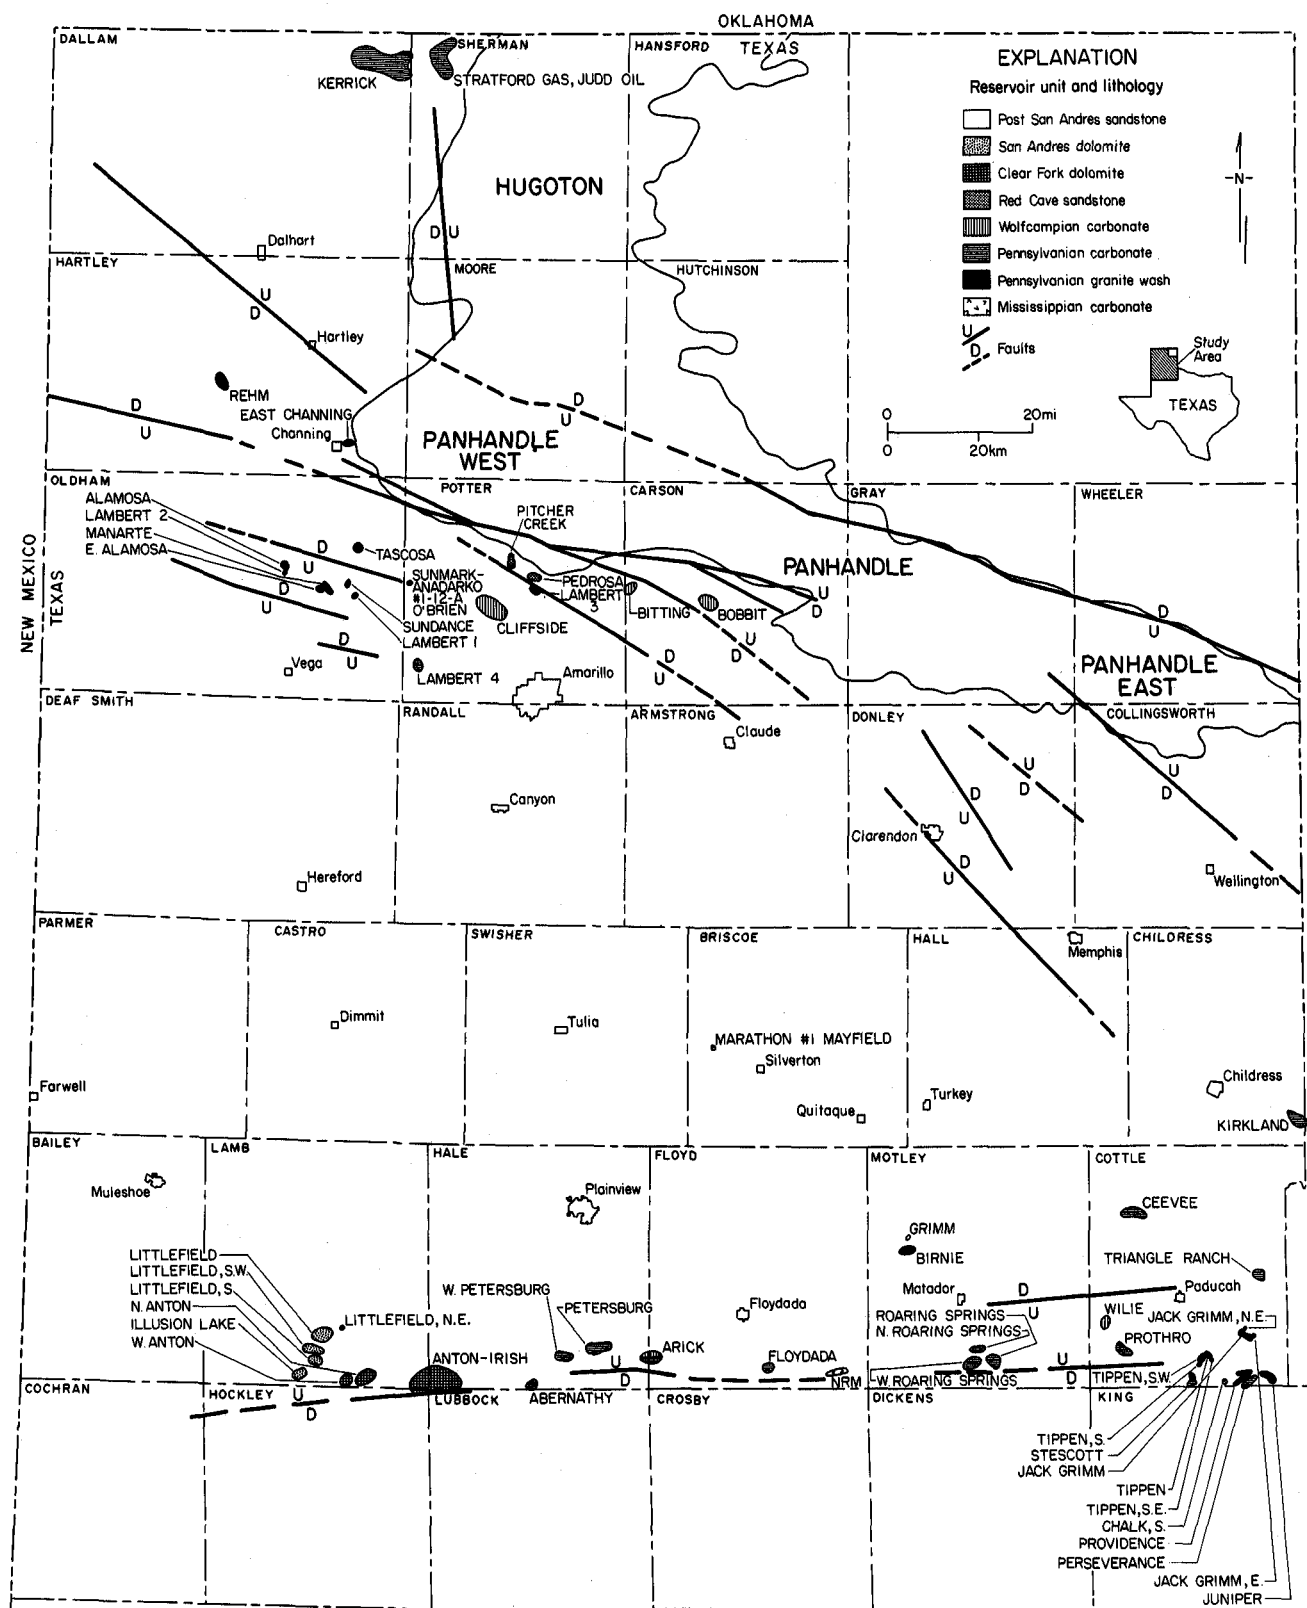 OKLAHOMA
TEXAS
DALLAM
SHERMAN
HANSFORD
KERRICK
STRATFORD GAS, JUDD OIL
EXPLANATION
Reservoir unit and lithology
Post San Andres sandstone
San Andres dolomite
Clear Fork dolomite
Red Cave sandstone
Wolfcampian carbonate
Pennsylvanian carbonate
Pennsylvanian granite wash
Mississippian carbonate
U
D
Faults
-N-
Study
Area
TEXAS
0 20mi
0 20km
HUGOTON
D U
Dalhart
HARTLEY
MOORE
HUTCHINSON
U
D
Hartley
REHM
EAST CHANNING
Channing
D
U
D
U
PANHANDLE
WEST
OLDHAM
POTTER
CARSON
GRAY
WHEELER
NEW MEXICO
TEXAS
ALAMOSA
LAMBERT 2
MANARTE
E. ALAMOSA
D
U
D
U
D
U
TASCOSA
SUNMARK-
ANADARKO
#1-12-A
O'BRIEN
SUNDANCE
LAMBERT 1
PITCHER
CREEK
PEDROSA
LAMBERT
3
CLIFFSIDE
BITTING
BOBBIT
PANHANDLE
U
D
U
D
D
U
D
U
PANHANDLE
EAST
Vega
LAMBERT 4
Amarillo
DEAF SMITH
RANDALL
ARMSTRONG
DONLEY
COLLINGSWORTH
Claude
Canyon
Hereford
Clarendon
D
U
U
D
U
D
D
U
Wellington
PARMER
CASTRO
SWISHER
BRISCOE
HALL
CHILDRESS
Memphis
Dimmit
Tulia
MARATHON #1 MAYFIELD
Silverton
Farwell
Quitaque
Turkey
Childress
KIRKLAND
BAILEY
LAMB
HALE
FLOYD
MOTLEY
COTTLE
Muleshoe
Plainview
CEEVEE
GRIMM
BIRNIE
TRIANGLE RANCH
LITTLEFIELD
LITTLEFIELD, S.W.
LITTLEFIELD, S.
N. ANTON
ILLUSION LAKE
W. ANTON
LITTLEFIELD, N.E.
W. PETERSBURG
PETERSBURG
Floydada
Matador
D
U
Paducah
ROARING SPRINGS
N. ROARING SPRINGS
WILIE
JACK GRIMM, N.E.
PROTHRO
ANTON-IRISH
ARICK
FLOYDADA
NRM
W. ROARING SPRINGS
TIPPEN, S.W.
U
D
U
D
U
D
ABERNATHY
COCHRAN
HOCKLEY
LUBBOCK
CROSBY
DICKENS
KING
TIPPEN, S.
STESCOTT
JACK GRIMM
TIPPEN
TIPPEN, S.E.
CHALK, S.
PROVIDENCE
PERSEVERANCE
JACK GRIMM, E.
JUNIPER